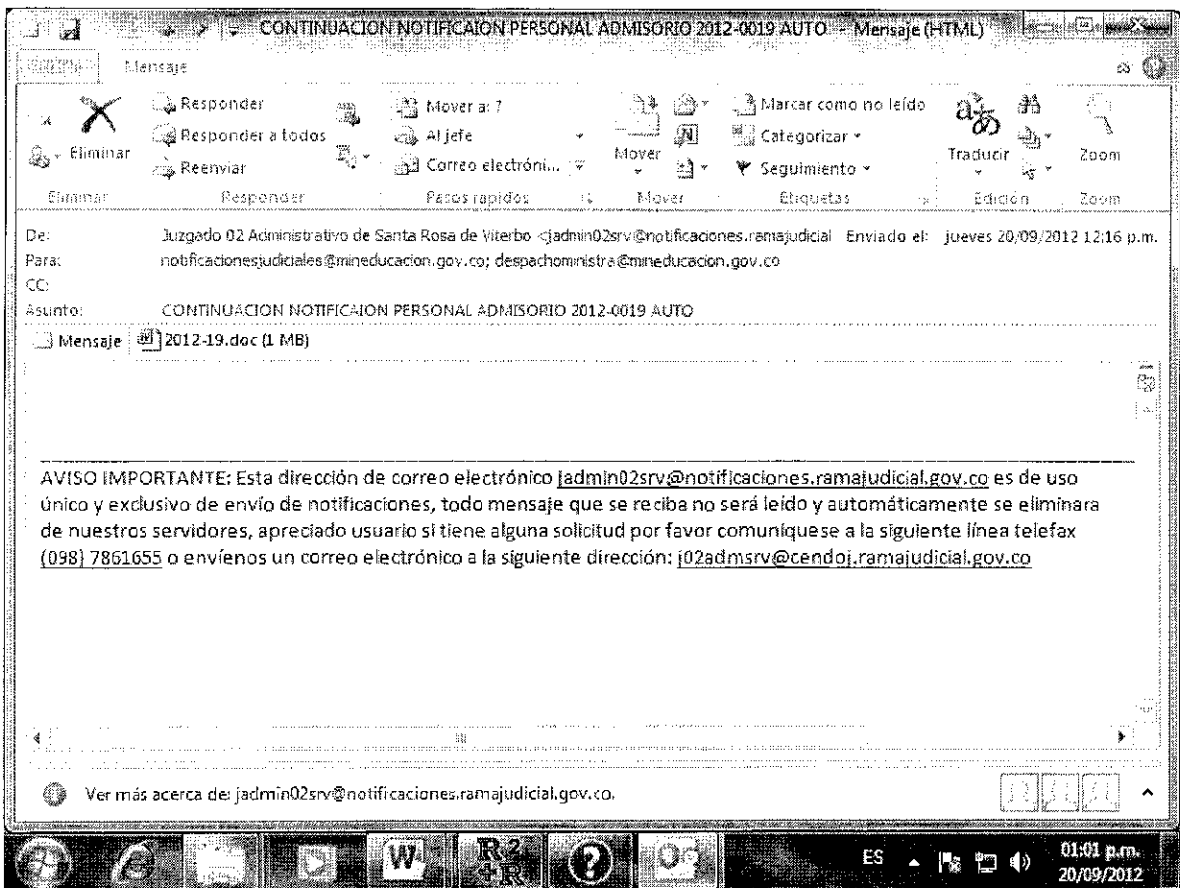 CONTINUACION NOTIFICAION PERSONAL ADMISORIO 2012-0019 AUTO - Mensaje (HTML)
Mensaje
Responder
Responder a todos
Reenviar
Eliminar
Mover a: ?
Al jefe
Correo electróni...
Mover
Marcar como no leído
Categorizar
Seguimiento
Traducir
Zoom
Eliminar Responder Pasos rápidos Mover Etiquetas Edición Zoom
De: Juzgado 02 Administrativo de Santa Rosa de Viterbo <jadmin02srv@notificaciones.ramajudicial Enviado el: jueves 20/09/2012 12:16 p.m.
Para: notificacionesjudiciales@mineducacion.gov.co; despachoministra@mineducacion.gov.co
CC:
Asunto: CONTINUACION NOTIFICAION PERSONAL ADMISORIO 2012-0019 AUTO
Mensaje 2012-19.doc (1 MB)
AVISO IMPORTANTE: Esta dirección de correo electrónico jadmin02srv@notificaciones.ramajudicial.gov.co es de uso
único y exclusivo de envío de notificaciones, todo mensaje que se reciba no será leído y automáticamente se eliminara
de nuestros servidores, apreciado usuario si tiene alguna solicitud por favor comuníquese a la siguiente línea telefax
(098) 7861655 o envíenos un correo electrónico a la siguiente dirección: j02admsrv@cendoj.ramajudicial.gov.co
Ver más acerca de: jadmin02srv@notificaciones.ramajudicial.gov.co.
ES
01:01 p.m.
20/09/2012